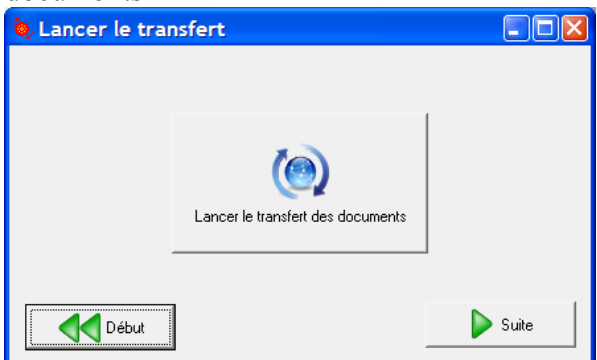 Lancer le transfert
Lancer le transfert des documents
Début
Suite